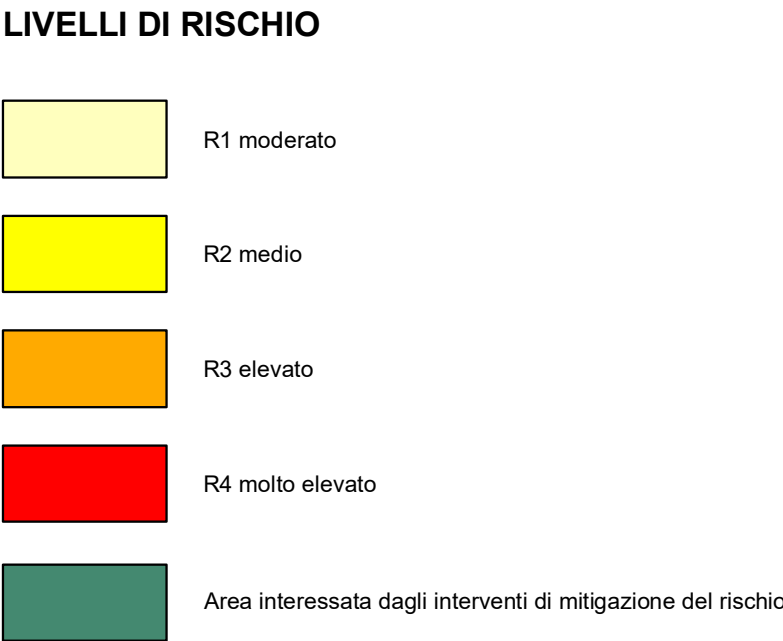 LIVELLI DI RISCHIO
R1 moderato
R2 medio
R3 elevato
R4 molto elevato
Area interessata dagli interventi di mitigazione del rischio